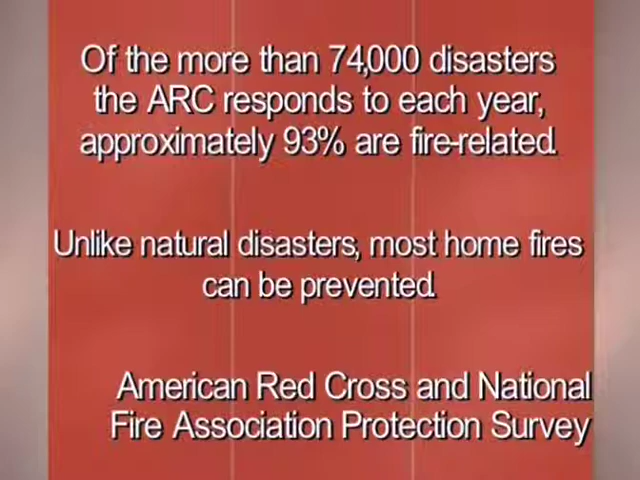 Of the more than 74,000 disasters
the ARC responds to each year,
approximately 93% are fire-related.
Unlike natural disasters, most home fires
can be prevented.
American Red Cross and National
Fire Association Protection Survey